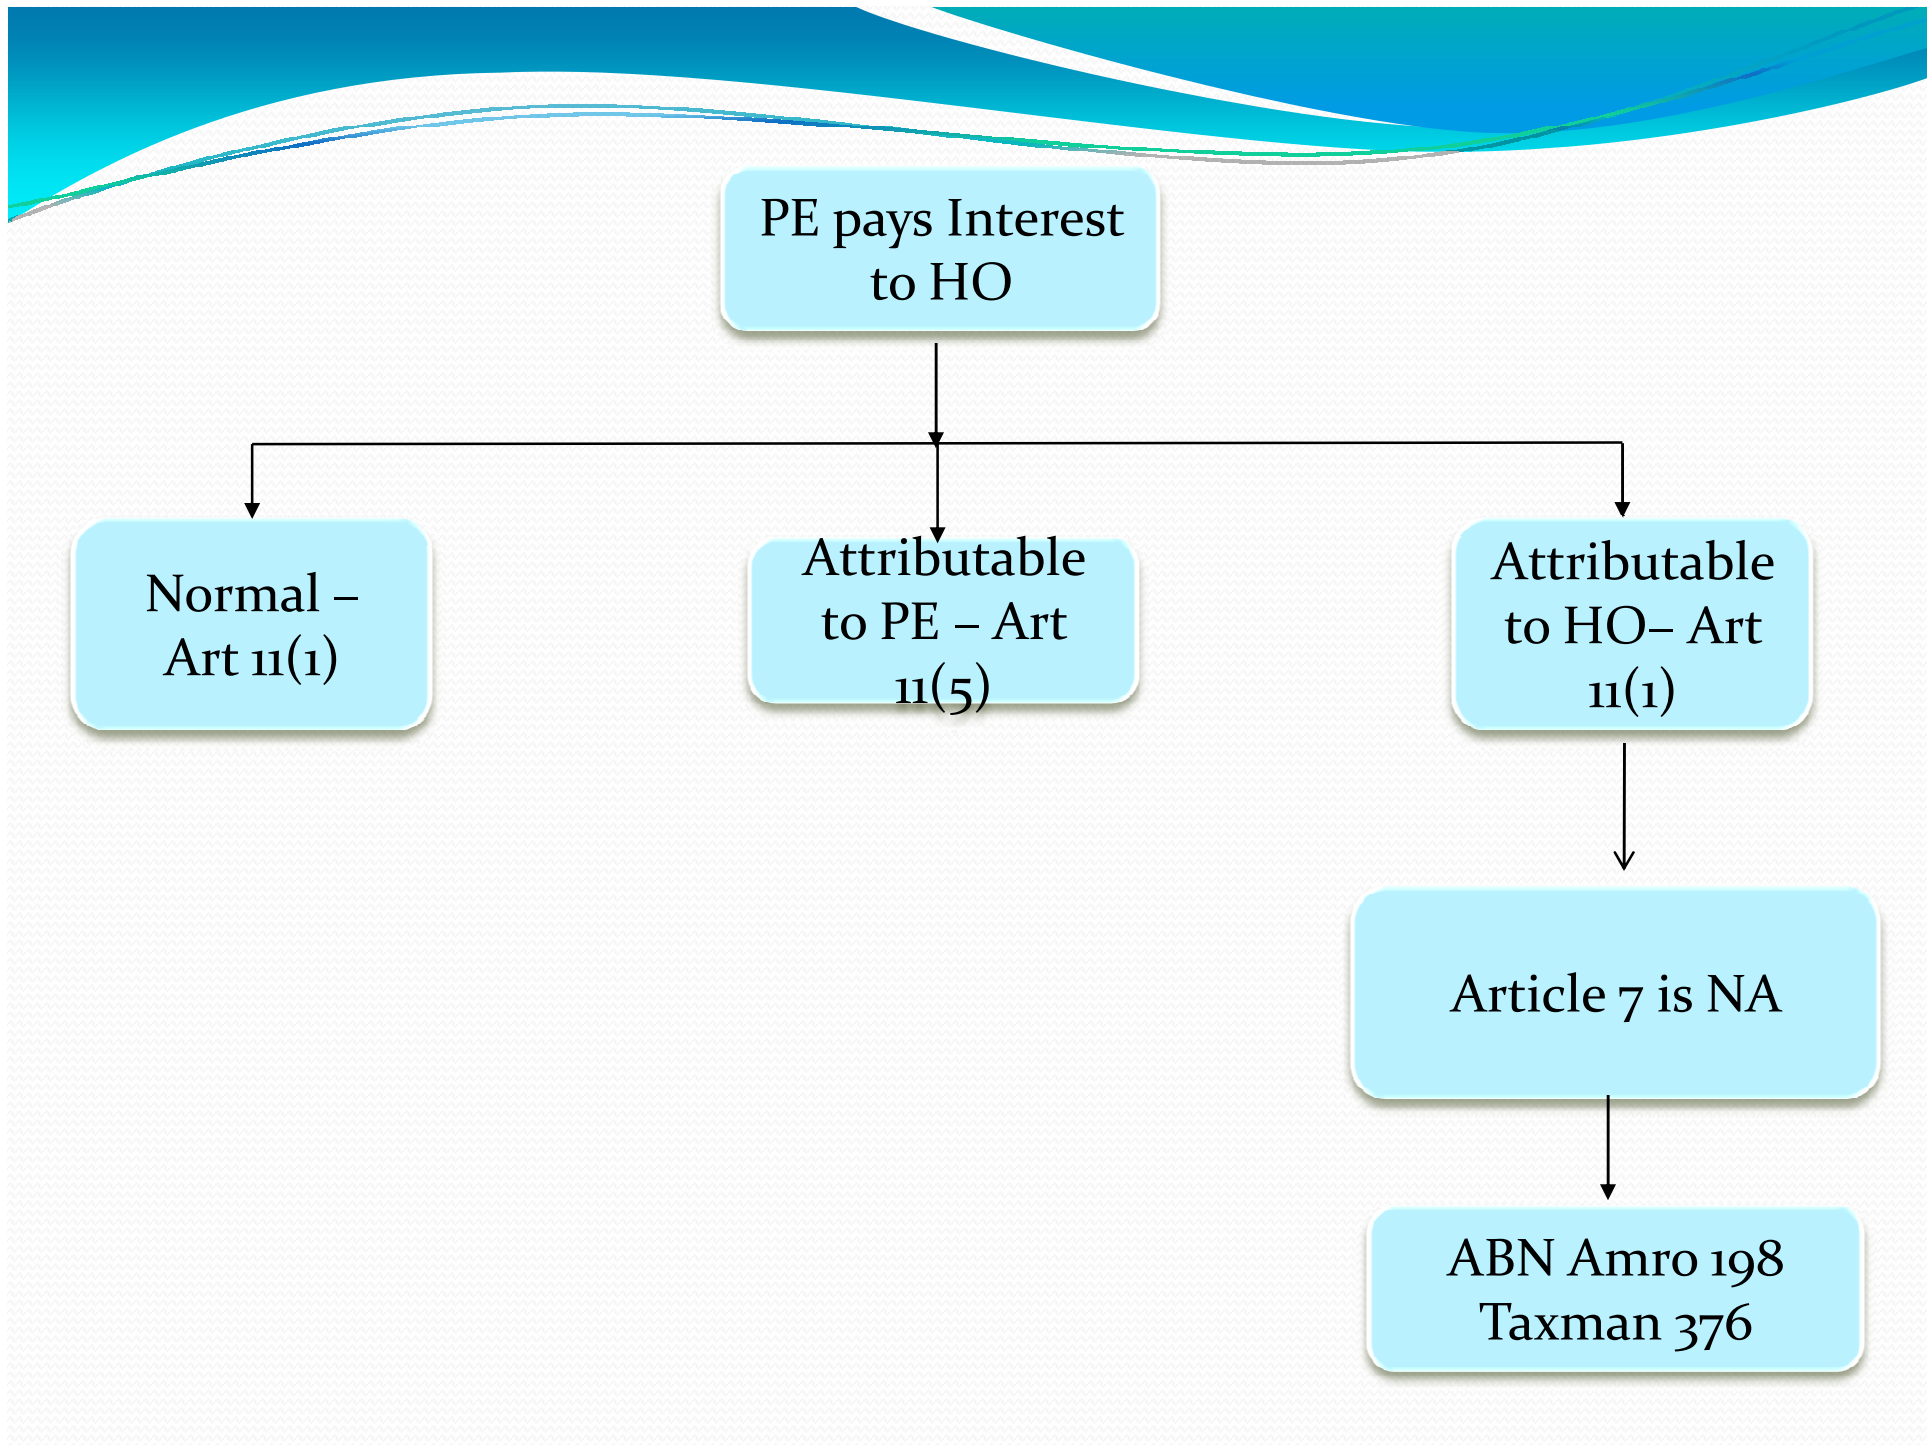 PE pays Interest
to HO
Normal –
Art 11(1)
Attributable
to PE – Art
11(5)
Attributable
to HO– Art
11(1)
Article 7 is NA
ABN Amro 198
Taxman 376